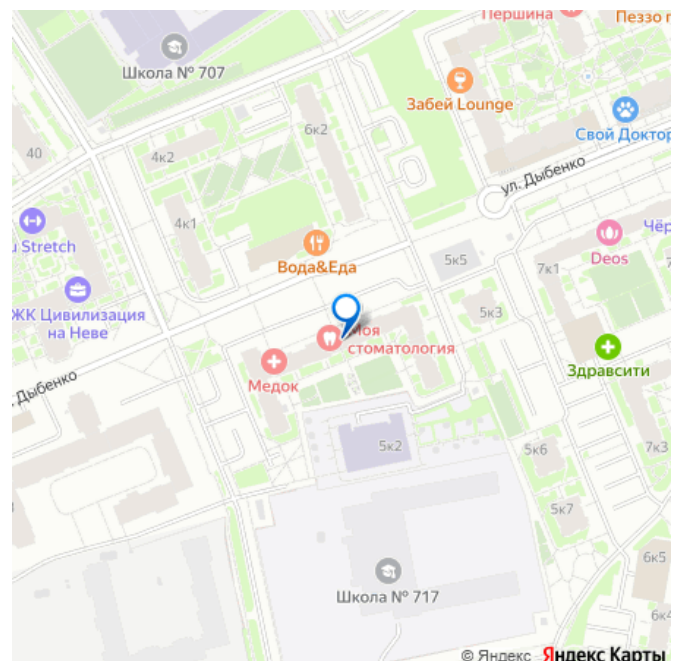 Першина
Пеззо
Школа № 707
Забей Lounge
6к2
Свой Доктор
40
4к2
ул. Дыбенко
4к1
u Stretch
Вода&Еда
5к5
Чёр
Deos
7к1
ЖК Цивилизация
на Неве
5к3
Моя
стоматология
Здравсити
Медок
. Дыбенко
5к2
5к6
7к3
5к7
6к5
Школа № 717
6к4
© Яндекс Яндекс Карты